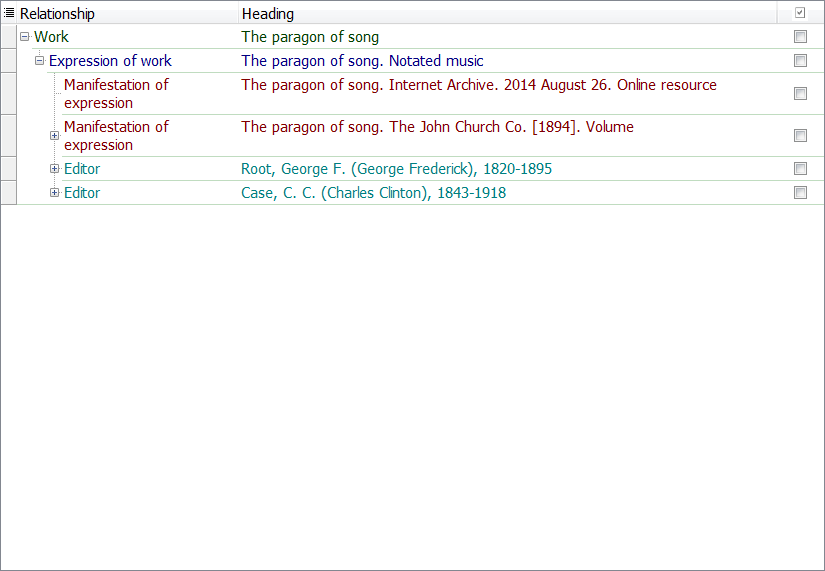 Relationship Heading
Work The paragon of song
Expression of work The paragon of song. Notated music
Manifestation of expression The paragon of song. Internet Archive. 2014 August 26. Online resource
Manifestation of expression The paragon of song. The John Church Co. [1894]. Volume
Editor Root, George F. (George Frederick), 1820-1895
Editor Case, C. C. (Charles Clinton), 1843-1918